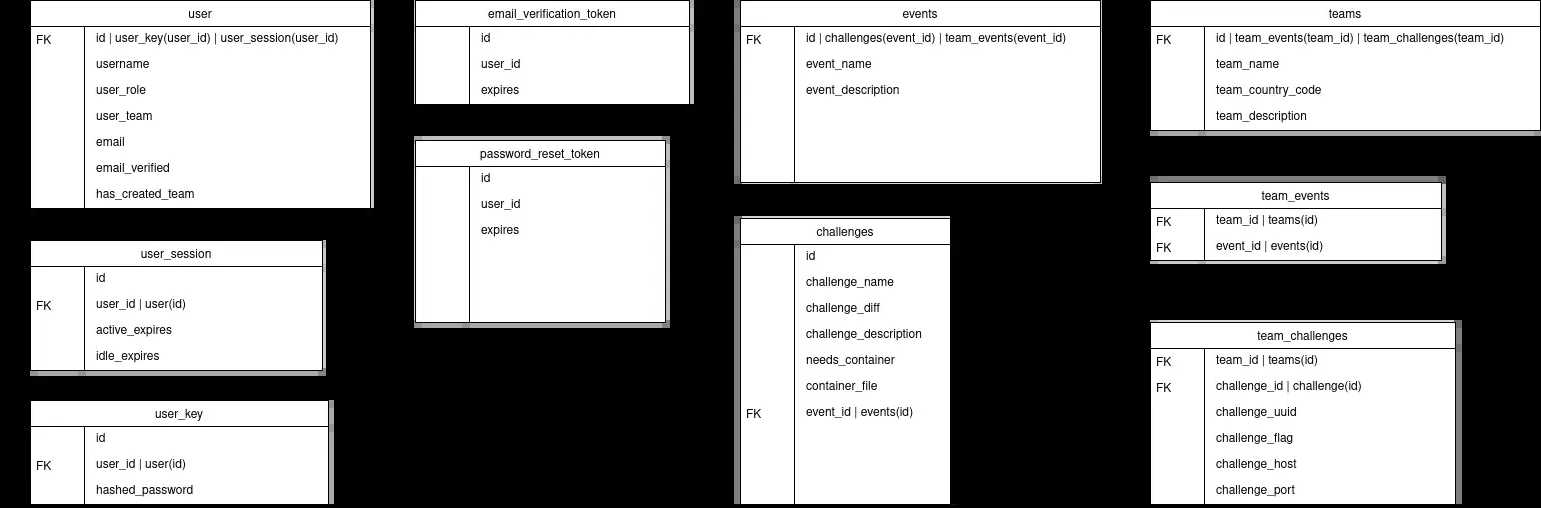 user
FK id | user_key(user_id) | user_session(user_id)
username
user_role
user_team
email
email_verified
has_created_team
user_session
id
FK user_id | user(id)
active_expires
idle_expires
user_key
id
FK user_id | user(id)
hashed_password
email_verification_token
id
user_id
expires
password_reset_token
id
user_id
expires
events
FK id | challenges(event_id) | team_events(event_id)
event_name
event_description
challenges
id
challenge_name
challenge_diff
challenge_description
needs_container
container_file
FK event_id | events(id)
teams
FK id | team_events(team_id) | team_challenges(team_id)
team_name
team_country_code
team_description
team_events
FK team_id | teams(id)
FK event_id | events(id)
team_challenges
FK team_id | teams(id)
FK challenge_id | challenge(id)
challenge_uuid
challenge_flag
challenge_host
challenge_port